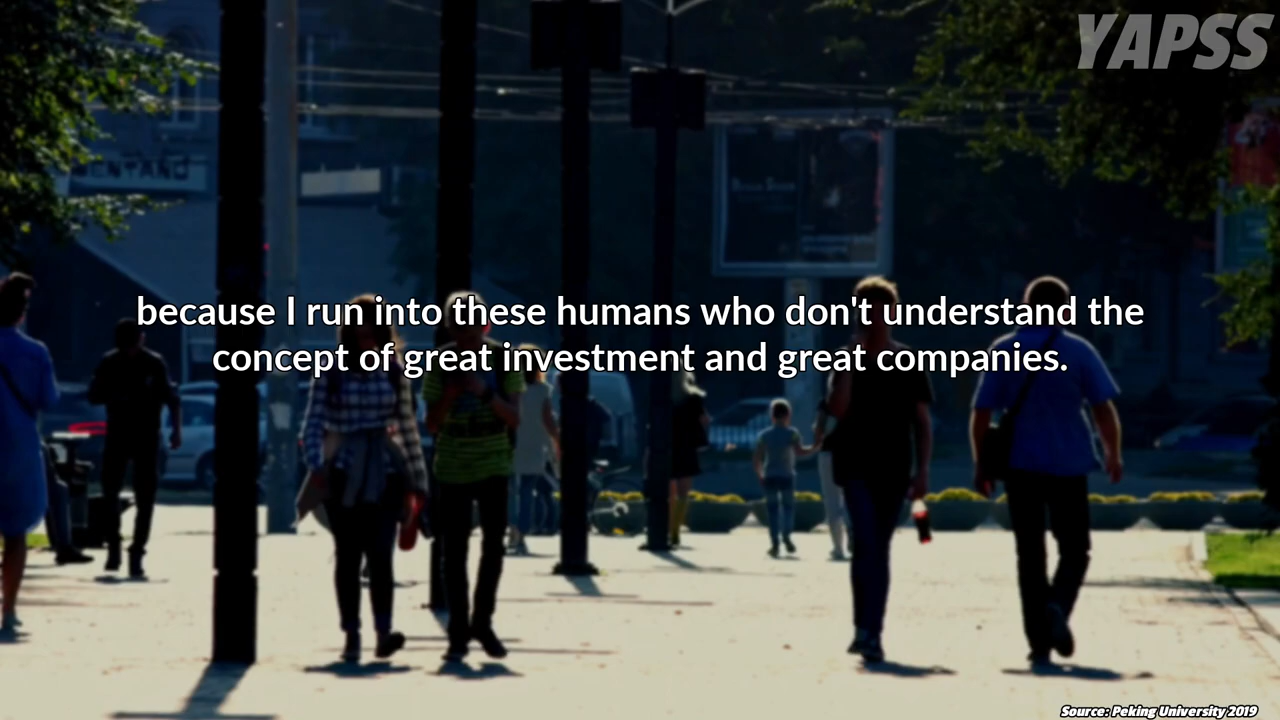 YAPSS
because I run into these humans who don't understand the
concept of great investment and great companies.
Source: Peking University 2019